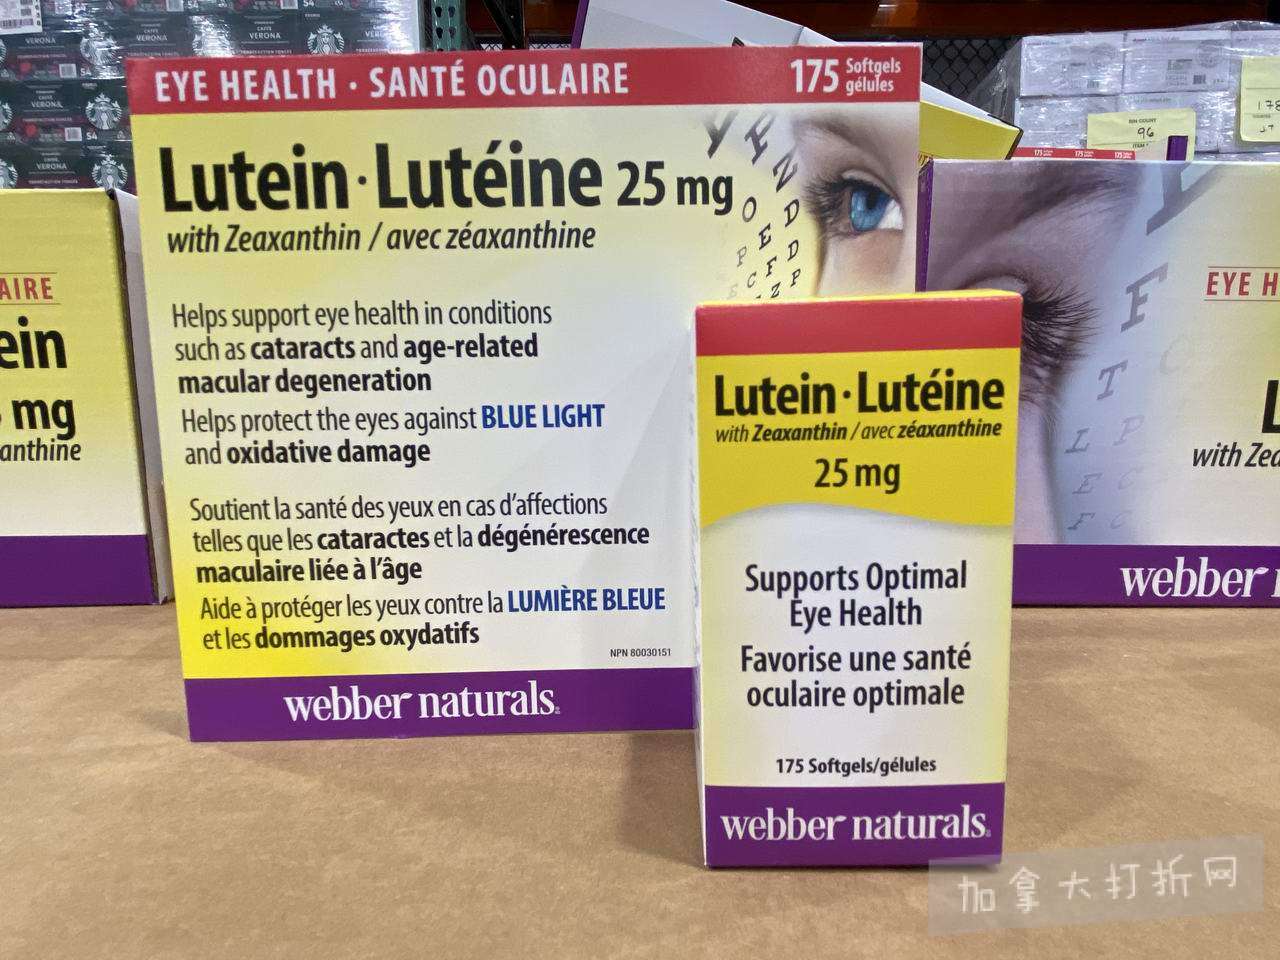 CAFFÈ
VERONA
54
EYE HEALTH · SANTÉ OCULAIRE
175 Softgels
gélules
Lutein · Lutéine 25 mg
with Zeaxanthin / avec zéaxanthine
Helps support eye health in conditions
such as cataracts and age-related
macular degeneration
Helps protect the eyes against BLUE LIGHT
and oxidative damage
Soutient la santé des yeux en cas d'affections
telles que les cataractes et la dégénérescence
maculaire liée à l'âge
Aide à protéger les yeux contre la LUMIÈRE BLEUE
et les dommages oxydatifs
NPN 80030151
webber naturals
Lutein · Lutéine
with Zeaxanthin / avec zéaxanthine
25 mg
Supports Optimal
Eye Health
Favorise une santé
oculaire optimale
175 Softgels/gélules
webber naturals
AIRE
ein
mg
anthine
BIN COUNT
96
EYE H
with Zea
webber
加拿大打折网